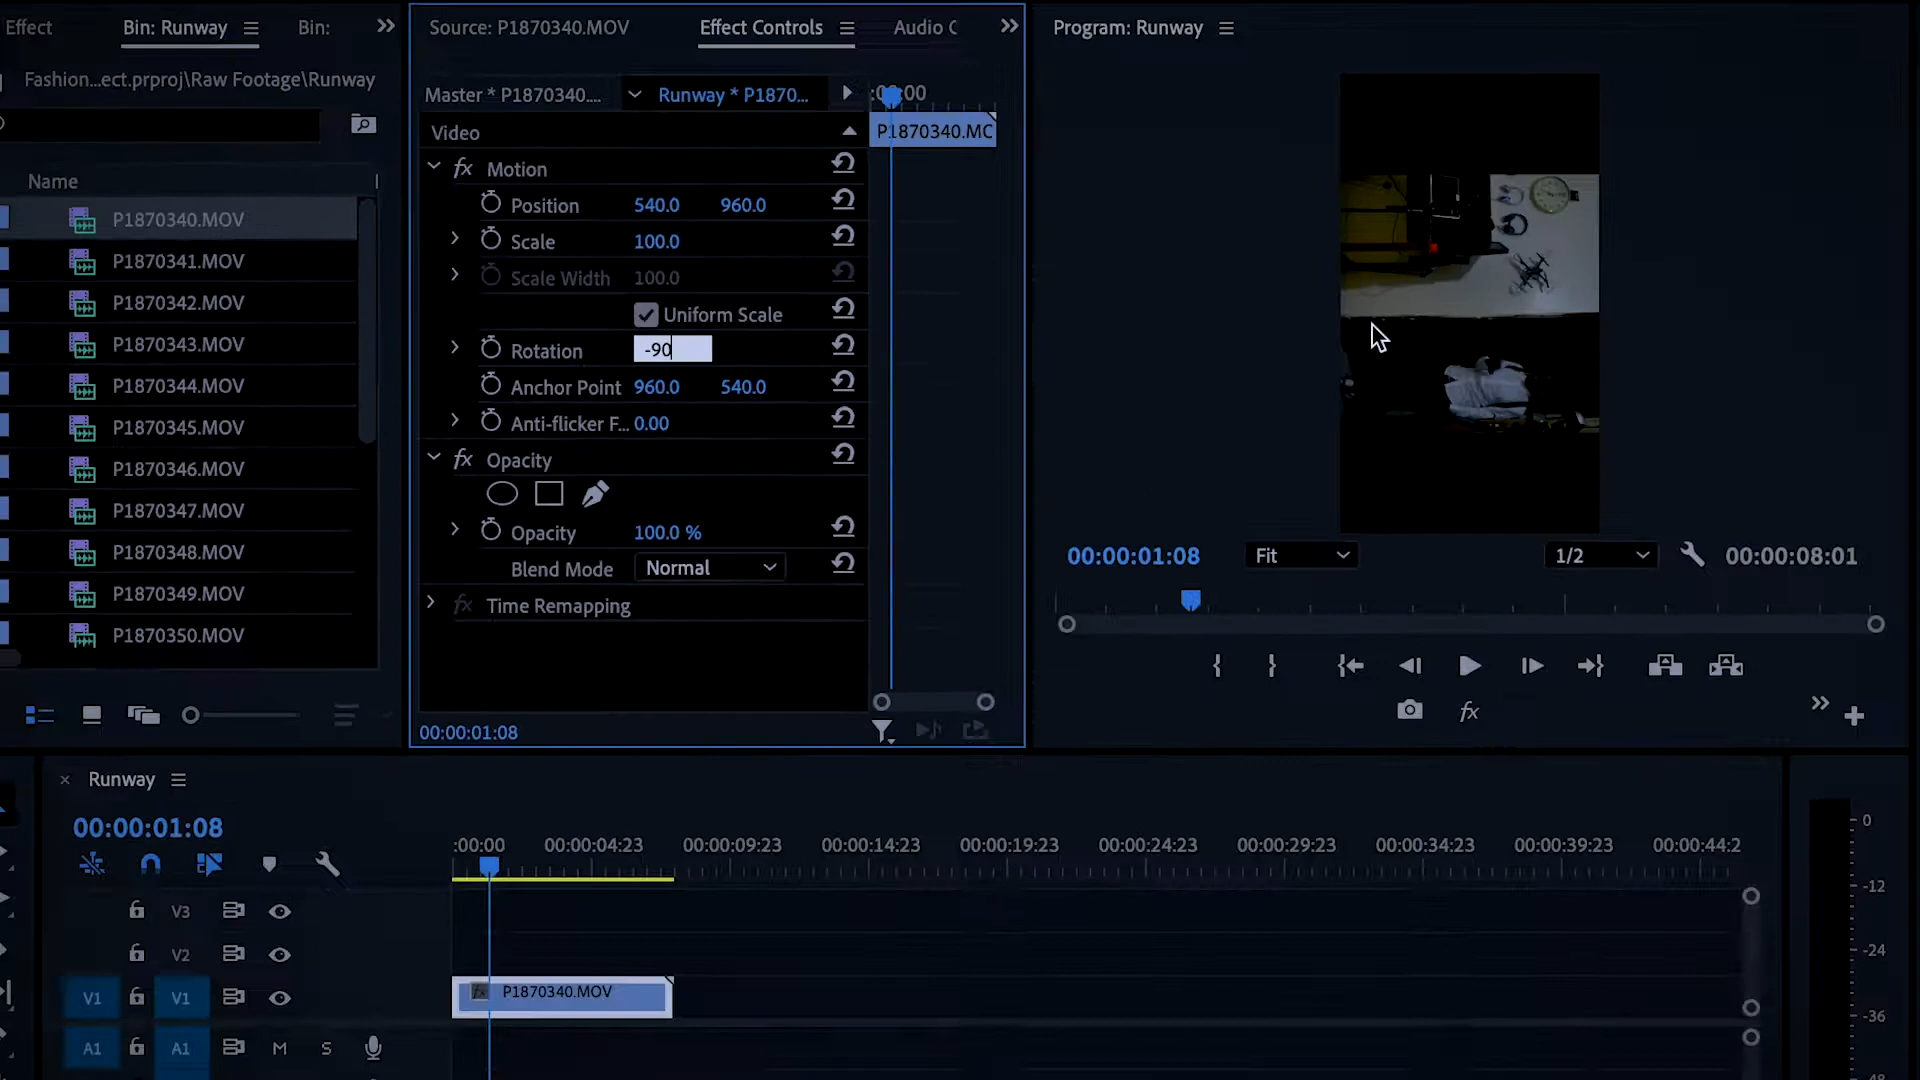 Effect
Bin: Runway
Bin:
Fashion...ect.prproj\Raw Footage\Runway
Name
P1870340.MOV
P1870341.MOV
P1870342.MOV
P1870343.MOV
P1870344.MOV
P1870345.MOV
P1870346.MOV
P1870347.MOV
P1870348.MOV
P1870349.MOV
P1870350.MOV
Source: P1870340.MOV
Effect Controls
Audio C
Master * P1870340....
Runway * P1870...
:00:00
Video
P1870340.MC
fx Motion
Position 540.0 960.0
Scale 100.0
Scale Width 100.0
Uniform Scale
Rotation -90
Anchor Point 960.0 540.0
Anti-flicker F... 0.00
fx Opacity
Opacity 100.0 %
Blend Mode Normal
fx Time Remapping
00:00:01:08
Program: Runway
00:00:01:08
Fit
1/2
00:00:08:01
fx
Runway
00:00:01:08
:00:00 00:00:04:23 00:00:09:23 00:00:14:23 00:00:19:23 00:00:24:23 00:00:29:23 00:00:34:23 00:00:39:23 00:00:44:2
V3
V2
V1 V1
fx P1870340.MOV
A1 A1 M S
0
-12
-24
-36
-48